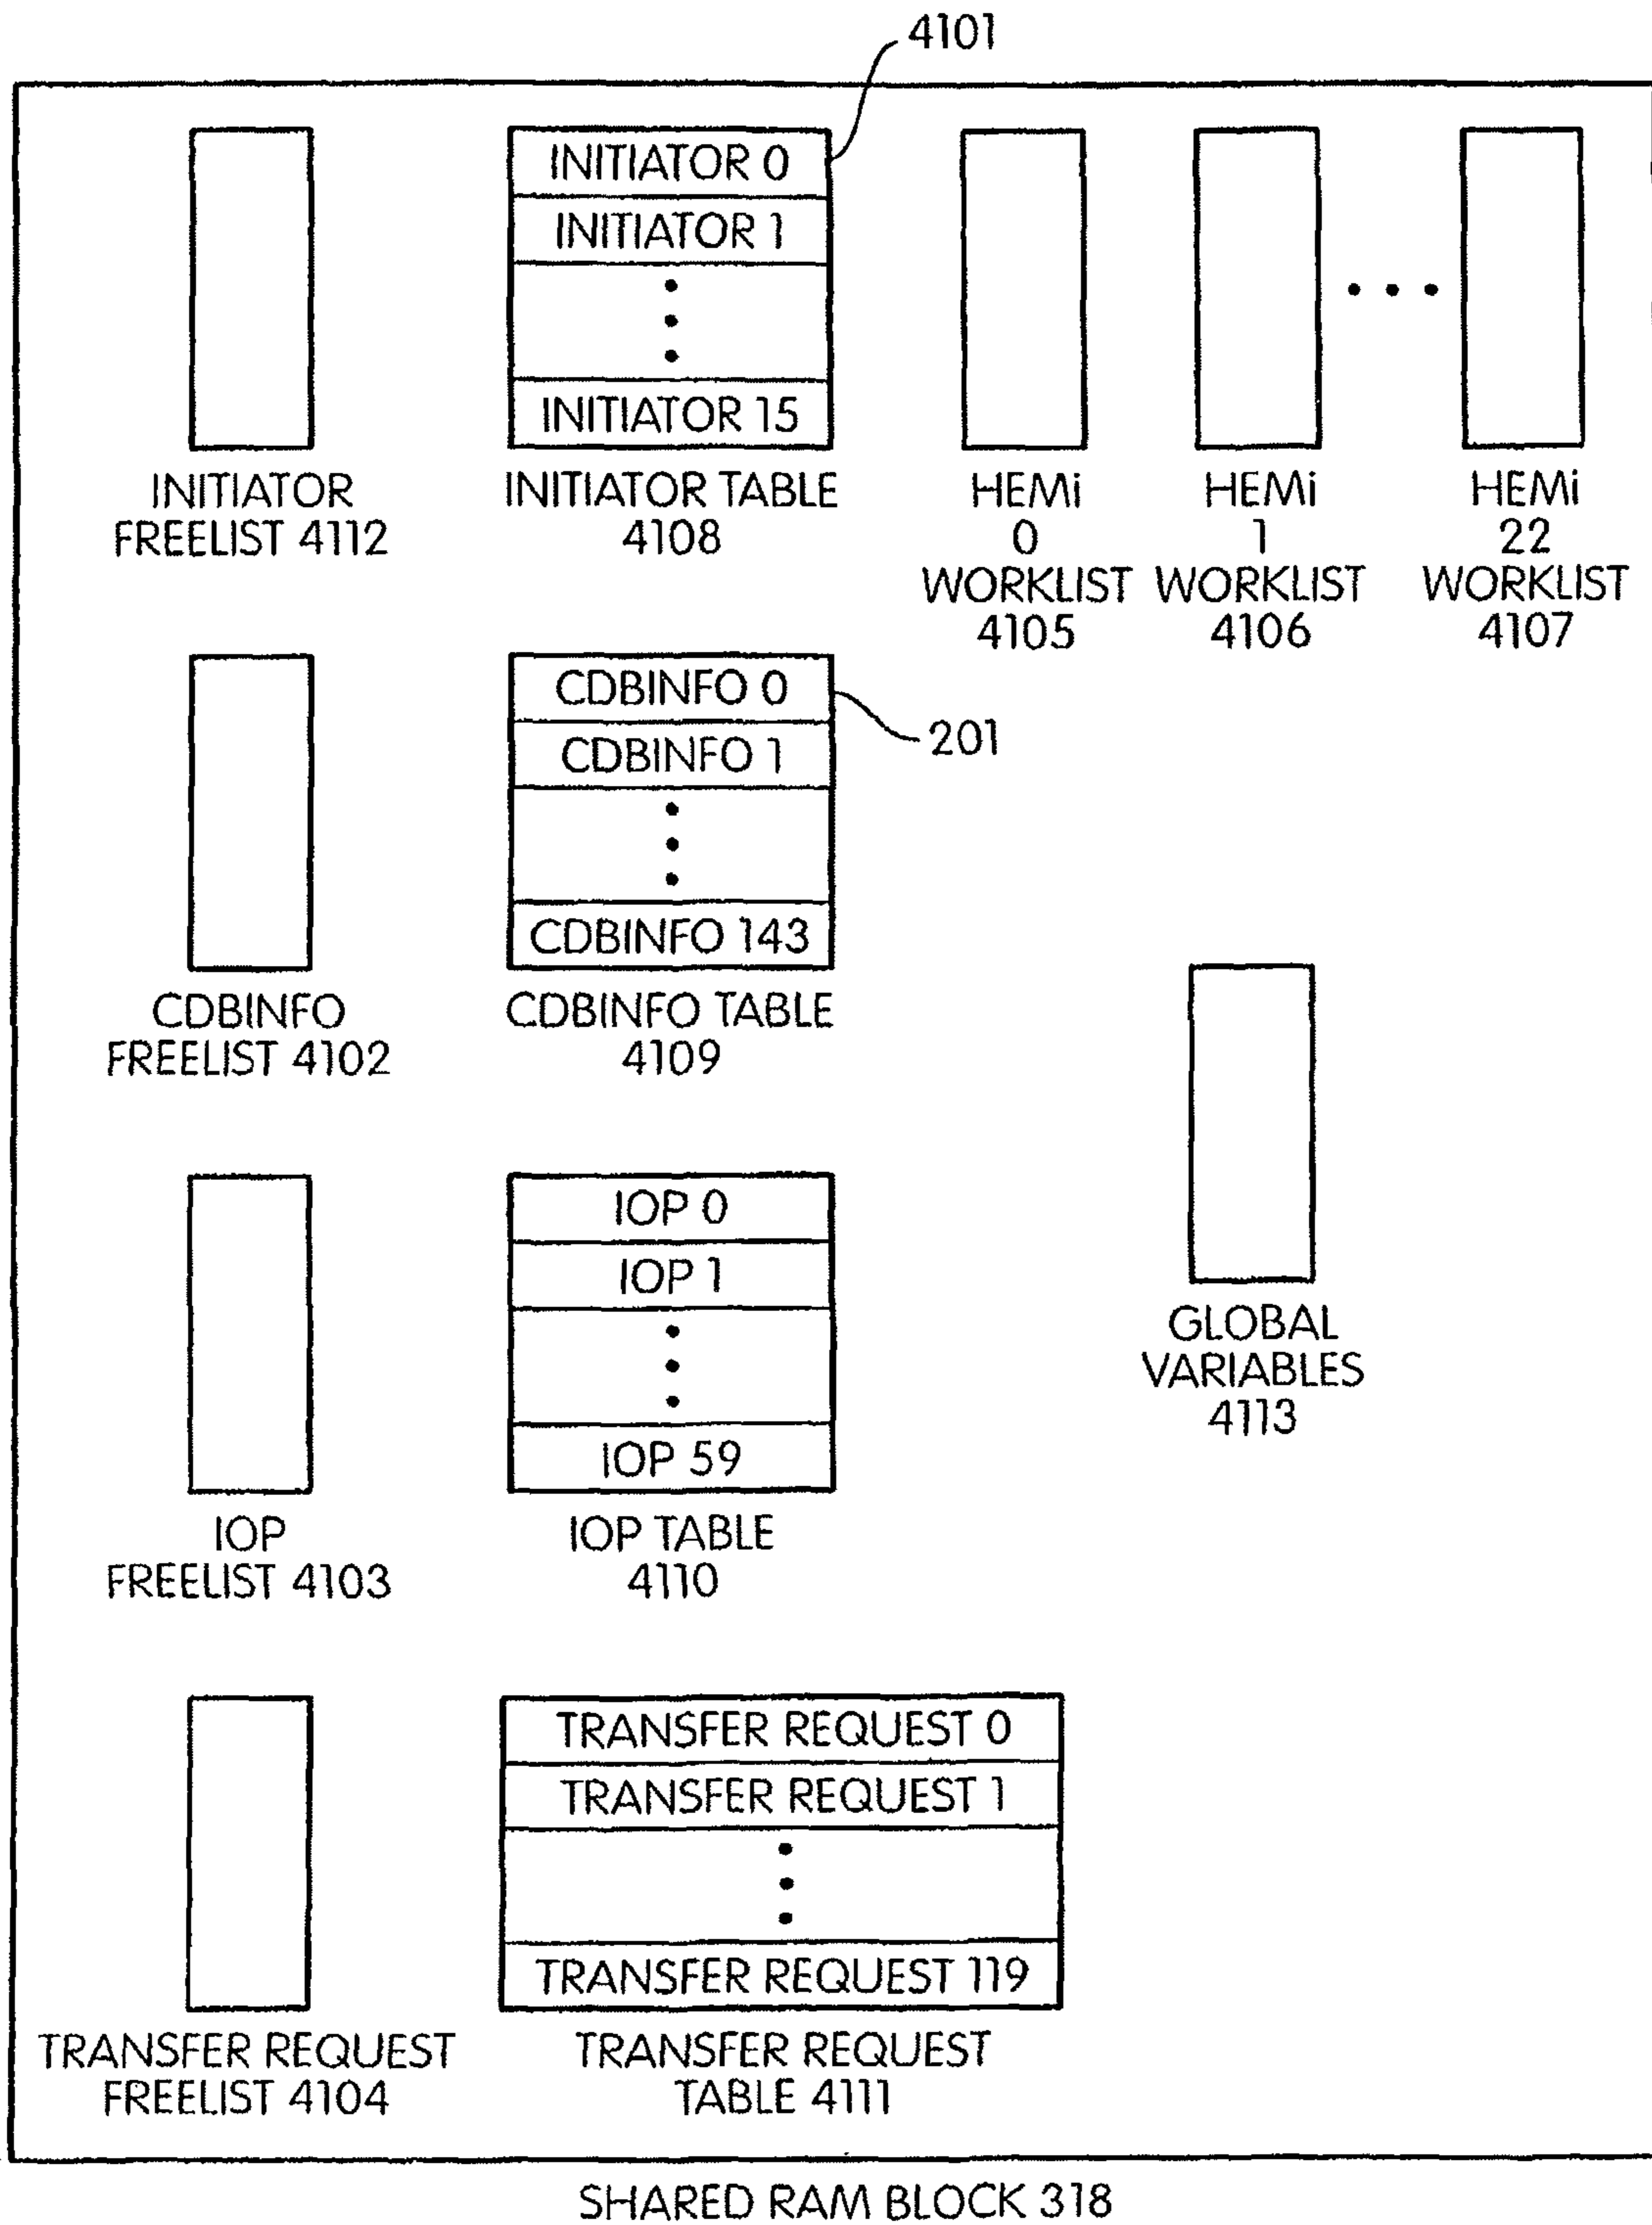 4101
INITIATOR 0
INITIATOR 1
INITIATOR 15
INITIATOR
FREELIST 4112
INITIATOR TABLE
4108
HEMi
0
WORKLIST
4105
HEMi
1
WORKLIST
4106
HEMi
22
WORKLIST
4107
CDBINFO 0
CDBINFO 1
CDBINFO 143
201
CDBINFO
FREELIST 4102
CDBINFO TABLE
4109
IOP 0
IOP 1
IOP 59
IOP
FREELIST 4103
IOP TABLE
4110
GLOBAL
VARIABLES
4113
TRANSFER REQUEST 0
TRANSFER REQUEST 1
TRANSFER REQUEST 119
TRANSFER REQUEST
FREELIST 4104
TRANSFER REQUEST
TABLE 4111
SHARED RAM BLOCK 318